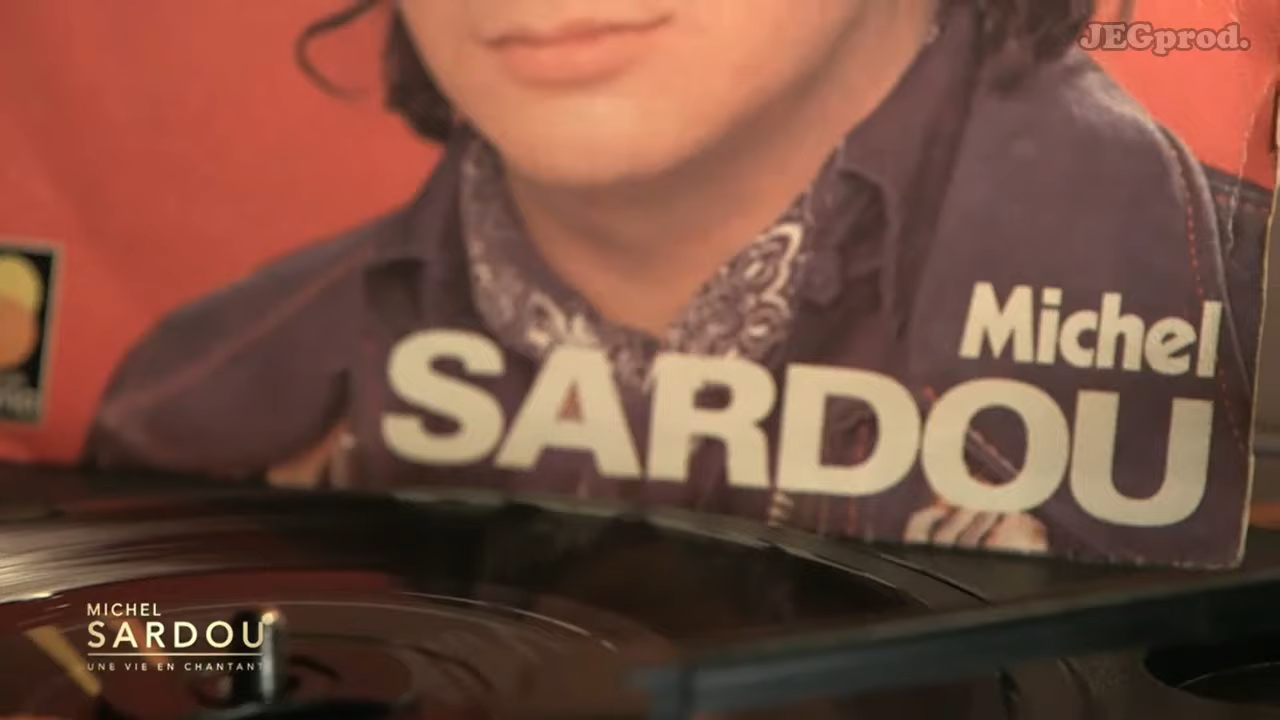 JEGprod.
Michel
SARDOU
MICHEL
SARDOU
UNE VIE EN CHANTANT